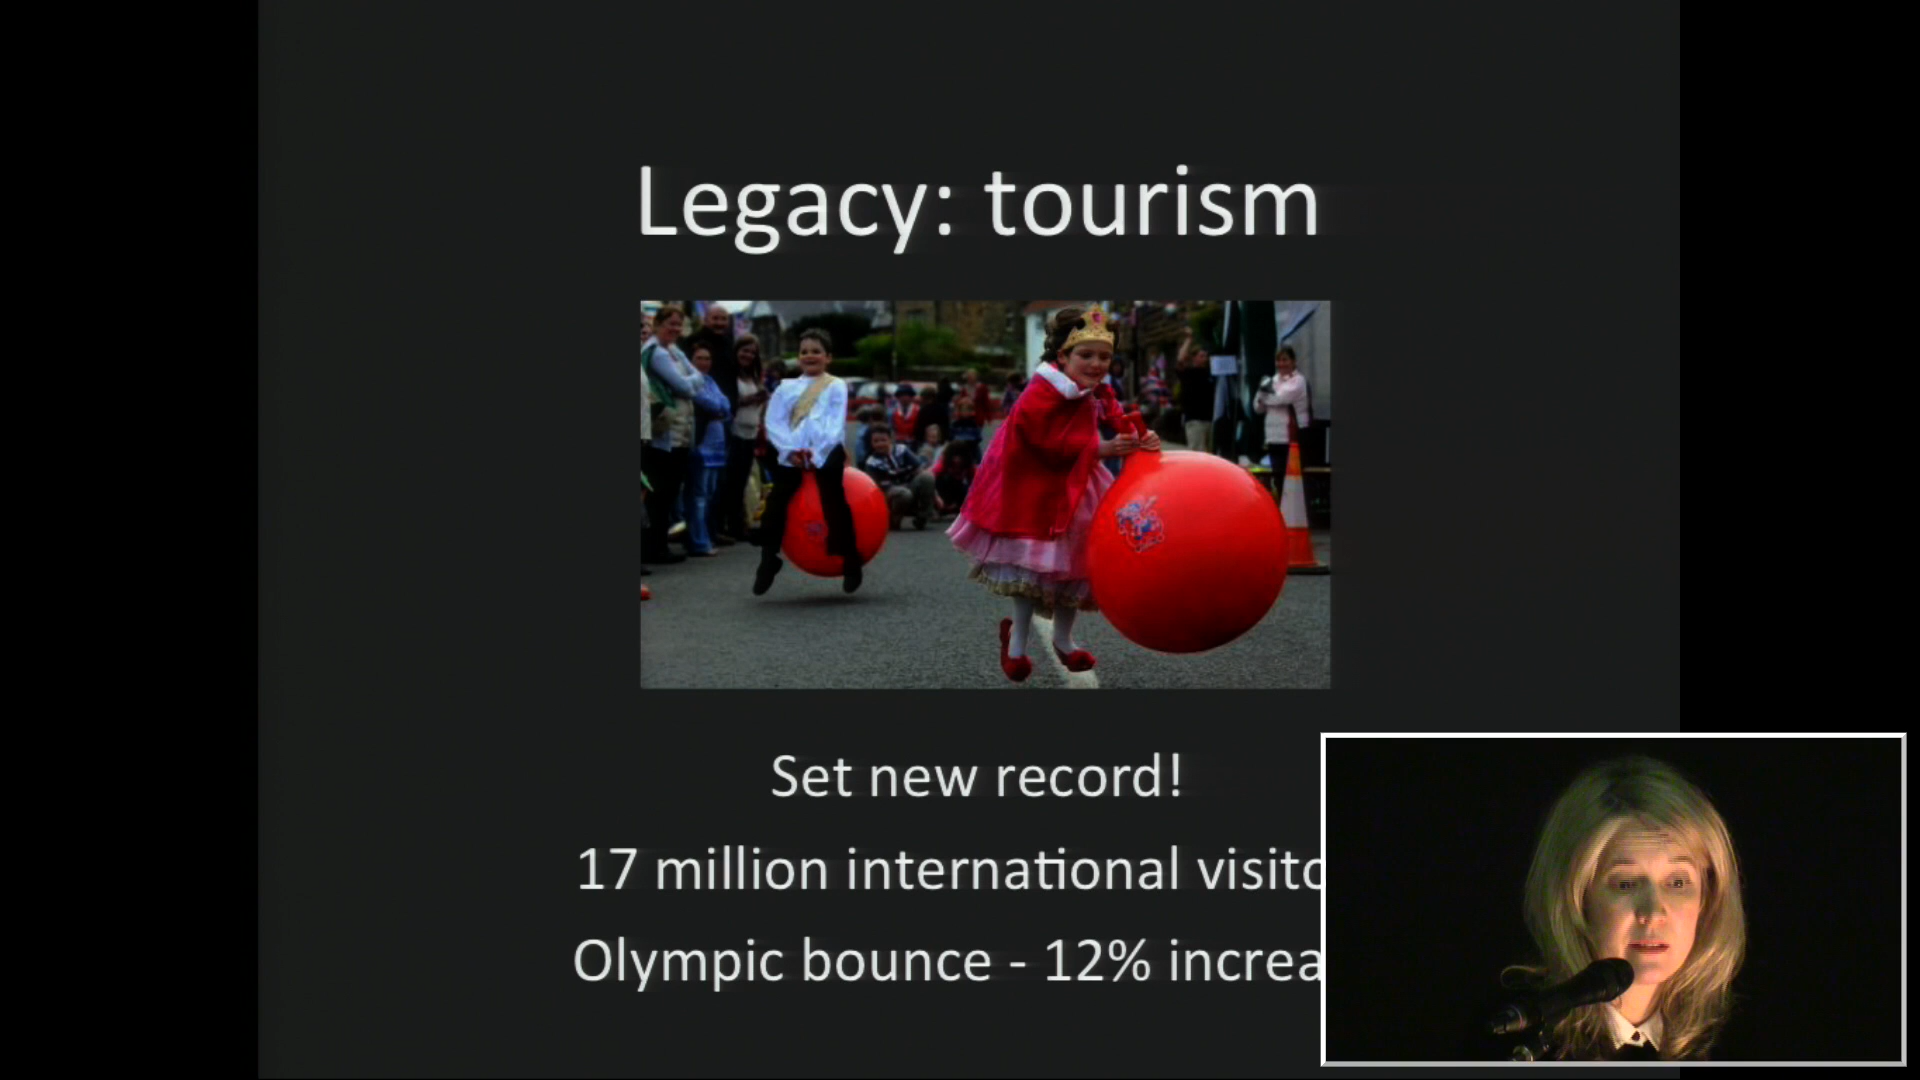 Legacy: tourism
Set new record!
17 million international visito
Olympic bounce - 12% increa